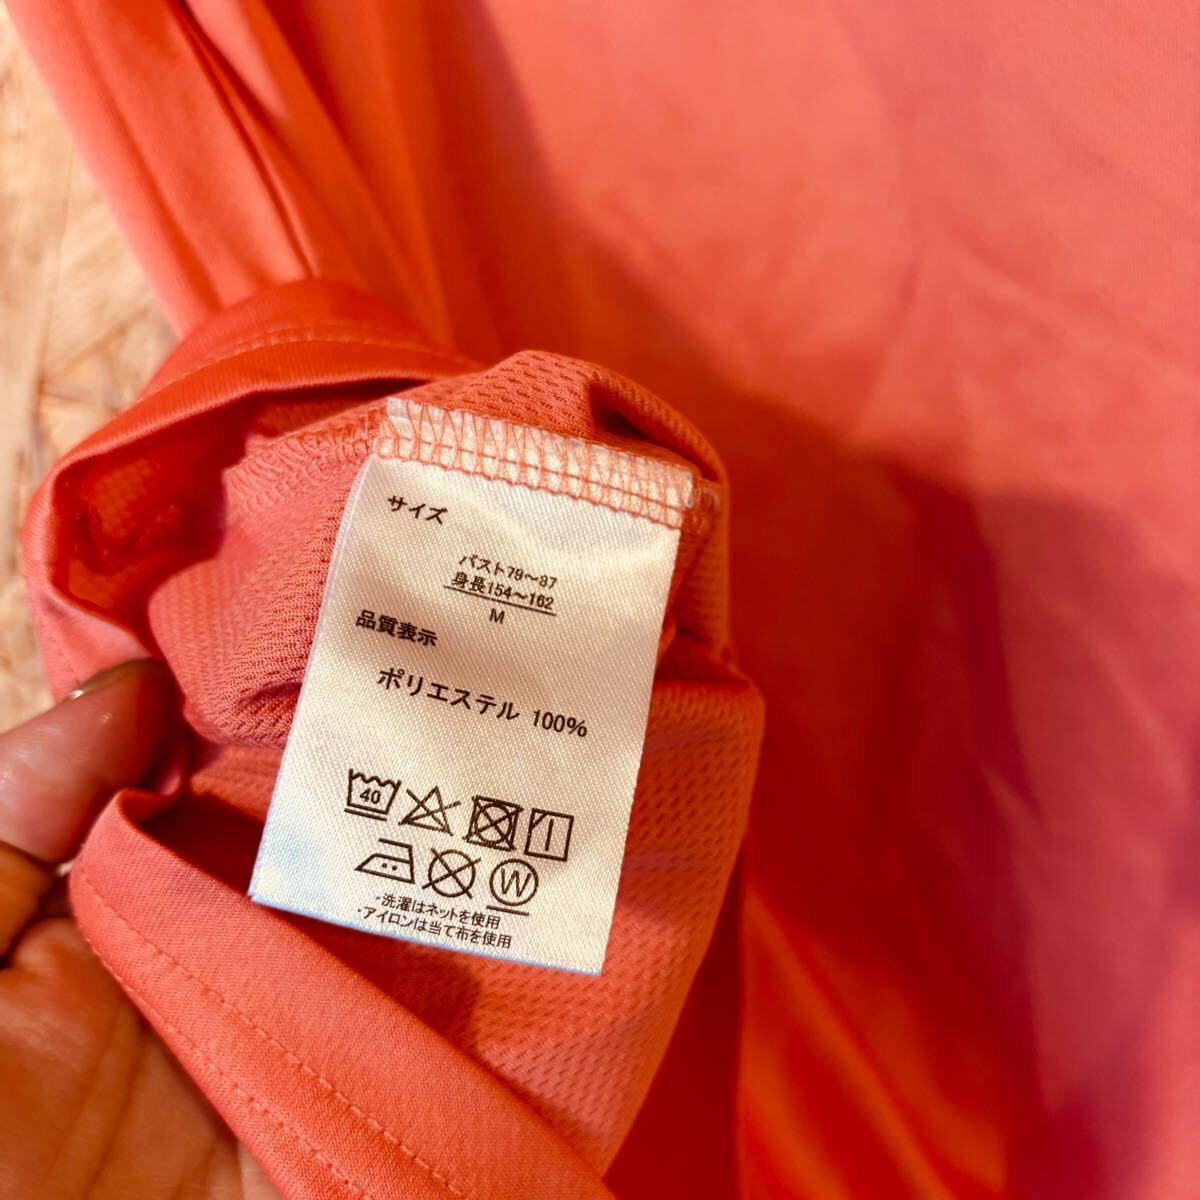 サイズ
バスト79〜87
身長154〜162
M
品質表示
ポリエステル 100%
40
W
・洗濯はネットを使用
・アイロンは当て布を使用